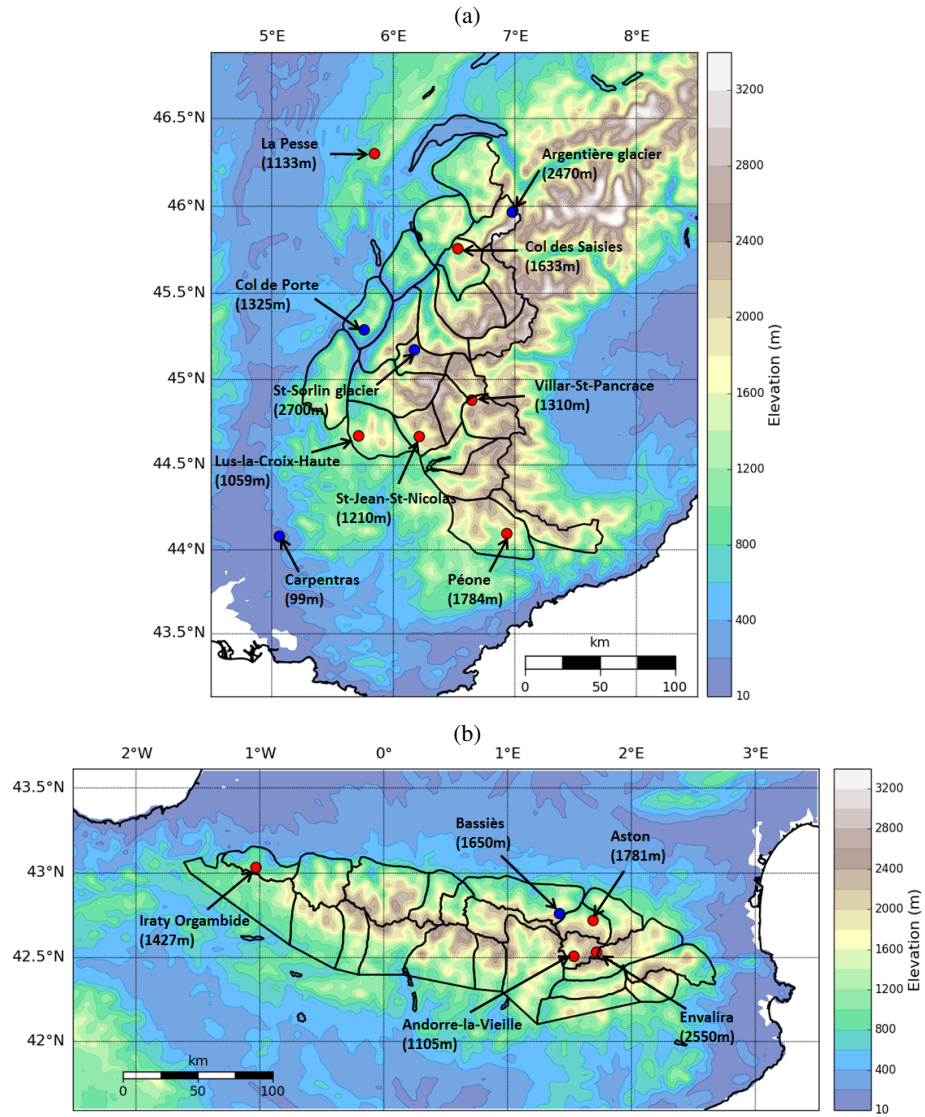 (a)
5°E 6°E 7°E 8°E
46.5°N
46°N
45.5°N
45°N
44.5°N
44°N
43.5°N
La Pesse
(1133m)
Argentière glacier
(2470m)
Col des Saisies
(1633m)
Col de Porte
(1325m)
St-Sorlin glacier
(2700m)
Villar-St-Pancrace
(1310m)
Lus-la-Croix-Haute
(1059m)
St-Jean-St-Nicolas
(1210m)
Carpentras
(99m)
Péone
(1784m)
km
0 50 100
3200
2800
2400
2000
1600
1200
800
400
10
Elevation (m)
(b)
2°W 1°W 0°E 1°E 2°E 3°E
43.5°N
43°N
42.5°N
42°N
Bassiès
(1650m)
Aston
(1781m)
Iraty Orgambide
(1427m)
Andorre-la-Vieille
(1105m)
Envalira
(2550m)
km
0 50 100
3200
2800
2400
2000
1600
1200
800
400
10
Elevation (m)